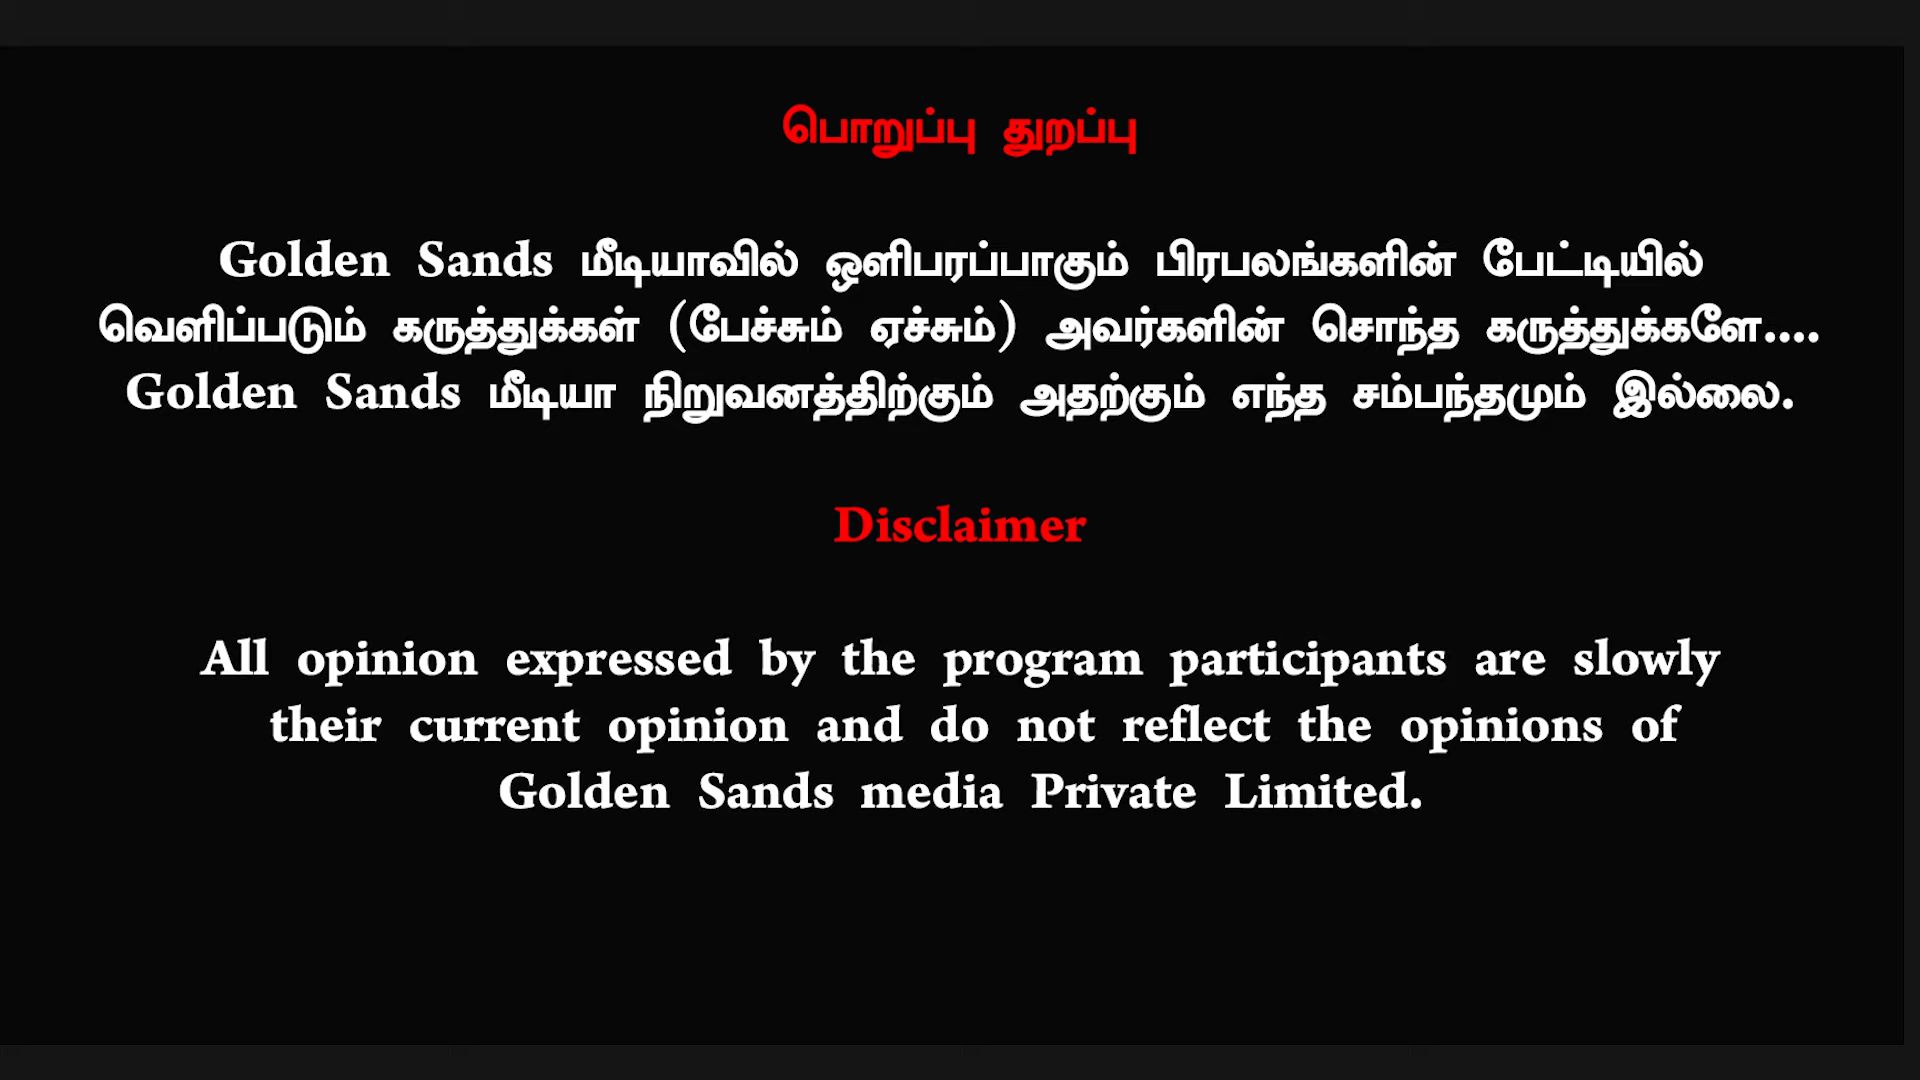 பொறுப்பு துறப்பு
Golden Sands மீடியாவில் ஒளிபரப்பாகும் பிரபலங்களின் பேட்டியில்
வெளிப்படும் கருத்துக்கள் (பேச்சும் ஏச்சும்) அவர்களின் சொந்த கருத்துக்களே....
Golden Sands மீடியா நிறுவனத்திற்கும் அதற்கும் எந்த சம்பந்தமும் இல்லை.
Disclaimer
All opinion expressed by the program participants are slowly
their current opinion and do not reflect the opinions of
Golden Sands media Private Limited.